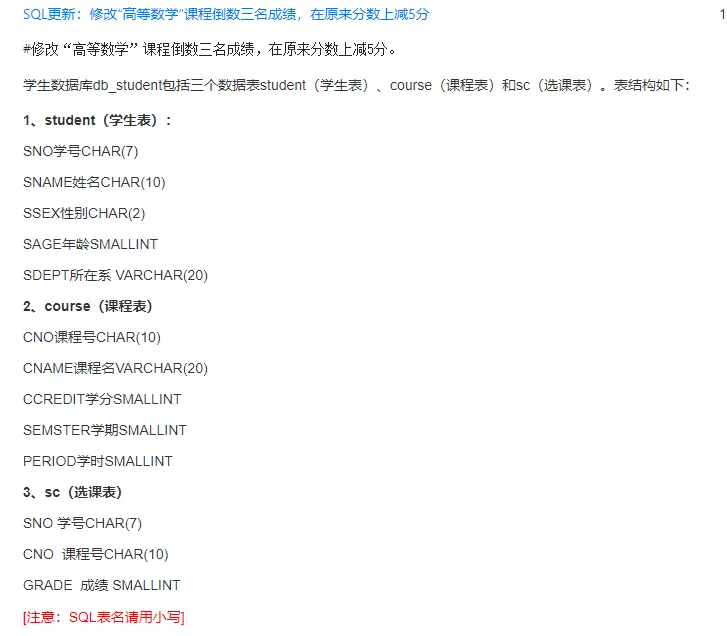 SQL更新：修改“高等数学”课程倒数三名成绩，在原来分数上减5分 1
#修改“高等数学”课程倒数三名成绩，在原来分数上减5分。
学生数据库db_student包括三个数据表student（学生表）、course（课程表）和sc（选课表）。表结构如下：
1、student（学生表）：
SNO学号CHAR(7)
SNAME姓名CHAR(10)
SSEX性别CHAR(2)
SAGE年龄SMALLINT
SDEPT所在系 VARCHAR(20)
2、course（课程表）
CNO课程号CHAR(10)
CNAME课程名VARCHAR(20)
CCREDIT学分SMALLINT
SEMSTER学期SMALLINT
PERIOD学时SMALLINT
3、sc（选课表）
SNO 学号CHAR(7)
CNO 课程号CHAR(10)
GRADE 成绩 SMALLINT
[注意：SQL表名请用小写]